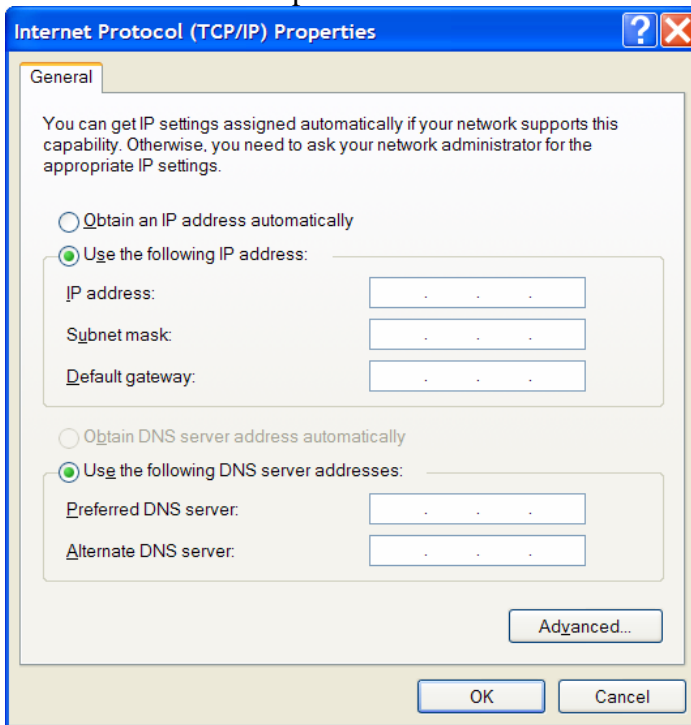 Internet Protocol (TCP/IP) Properties
General
You can get IP settings assigned automatically if your network supports this
capability. Otherwise, you need to ask your network administrator for the
appropriate IP settings.
Obtain an IP address automatically
Use the following IP address:
IP address:
. . .
Subnet mask:
. . .
Default gateway:
. . .
Obtain DNS server address automatically
Use the following DNS server addresses:
Preferred DNS server:
. . .
Alternate DNS server:
. . .
Advanced...
OK
Cancel